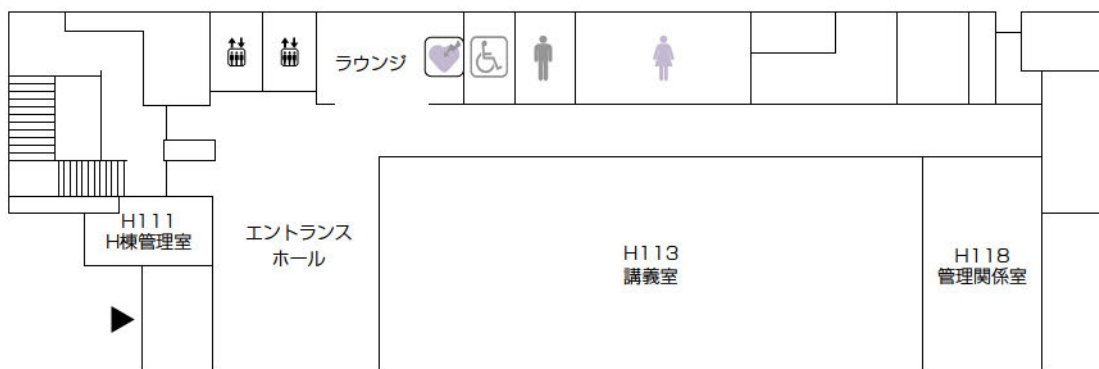 ラウンジ
H111
H棟管理室
エントランス
ホール
H113
講義室
H118
管理関係室